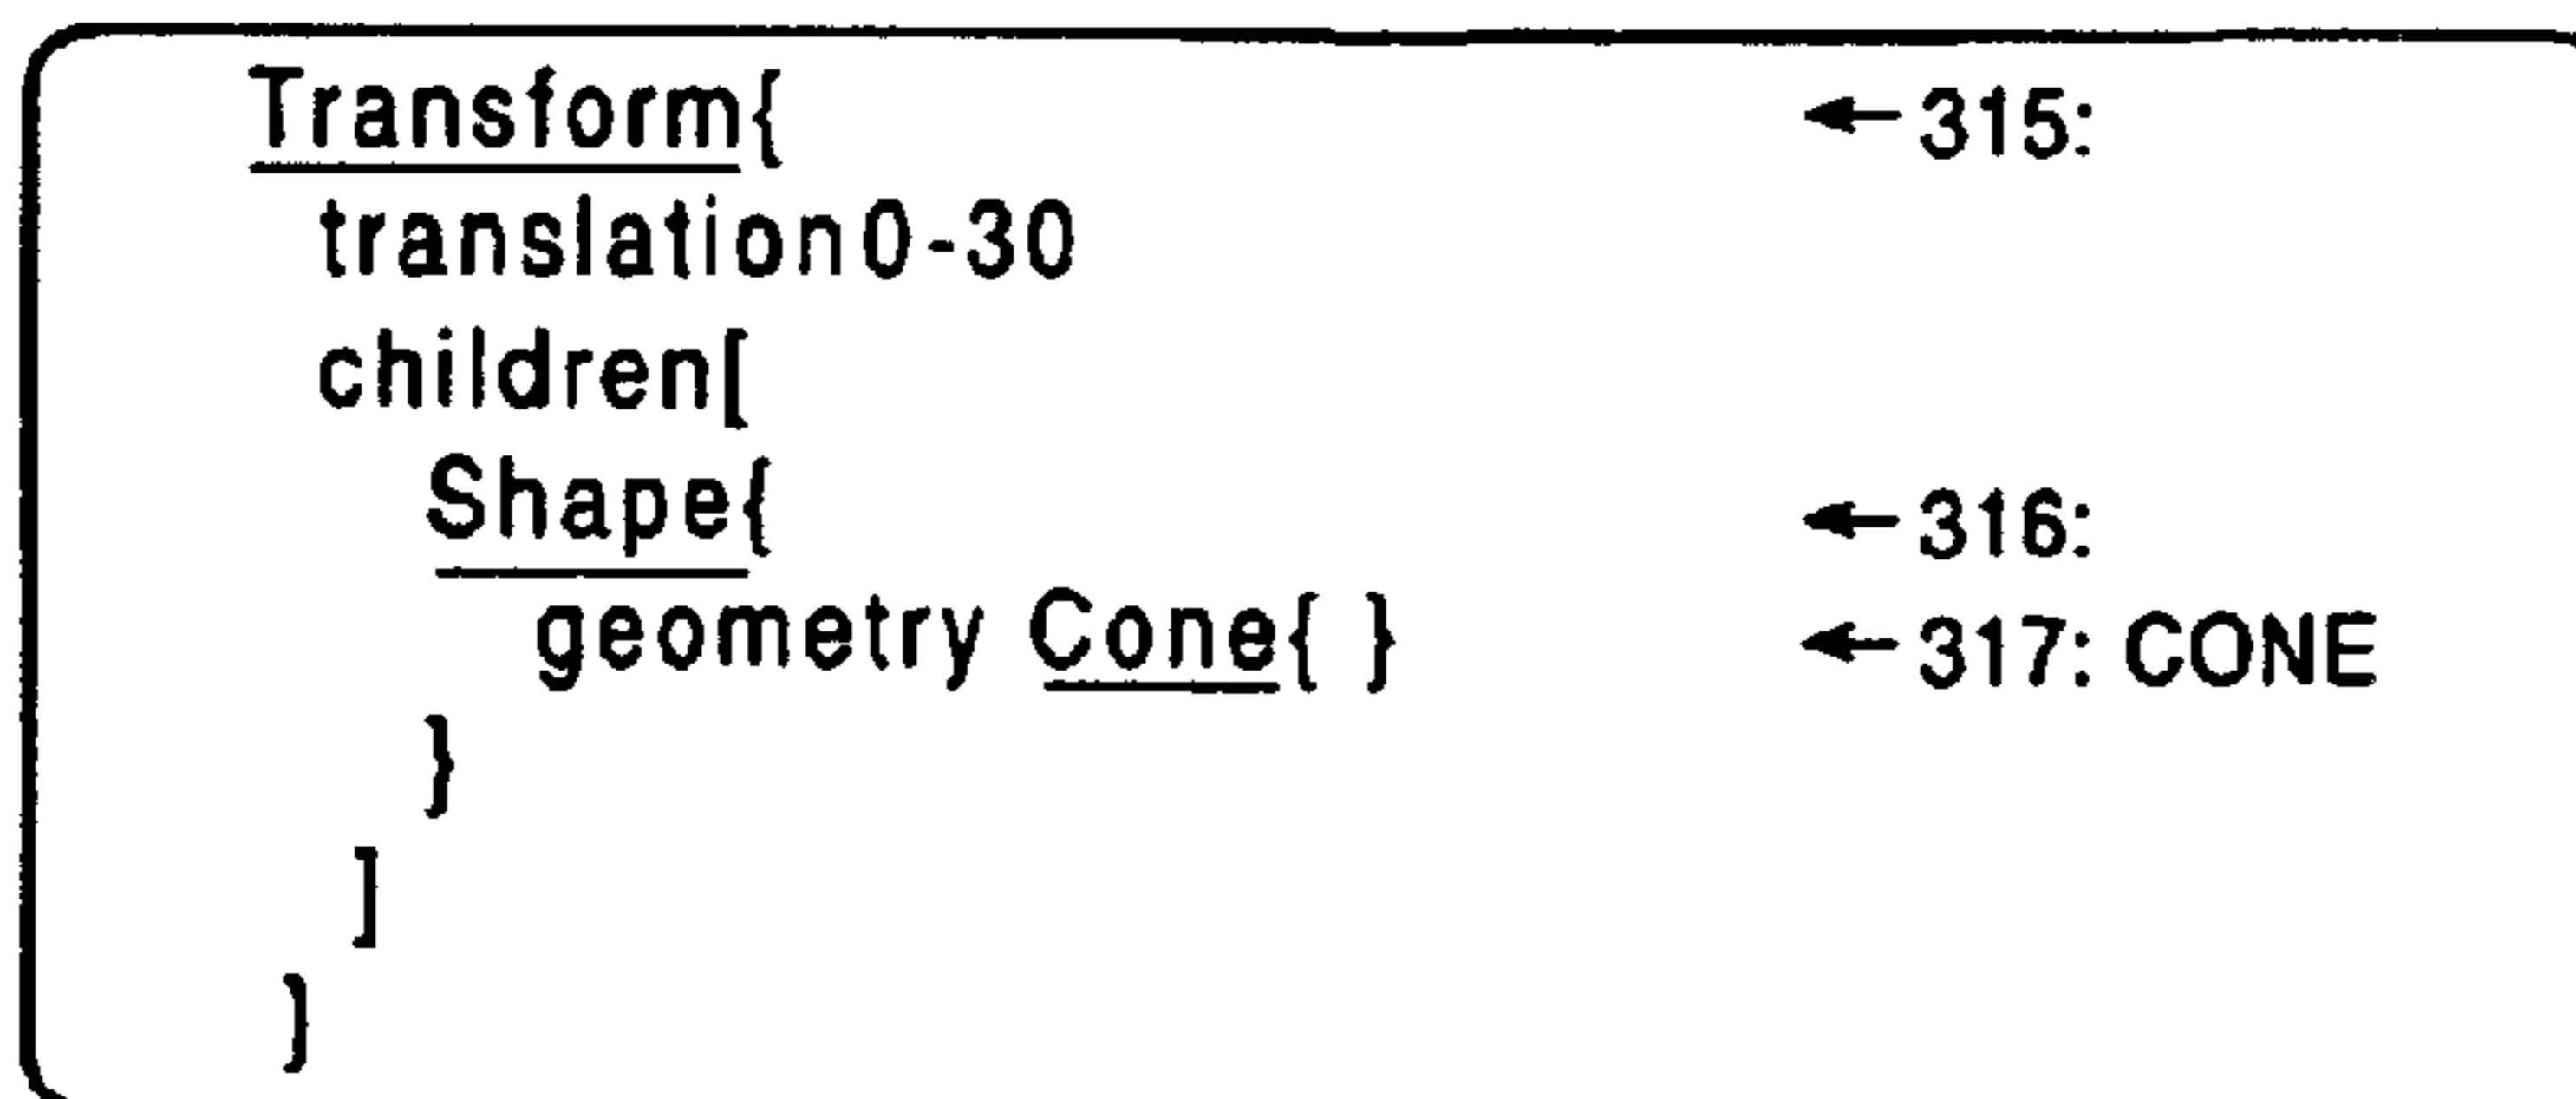 Transform{ ←315:
translation0-30
children[
Shape{ ←316:
geometry Cone{ } ←317: CONE
}
]
}